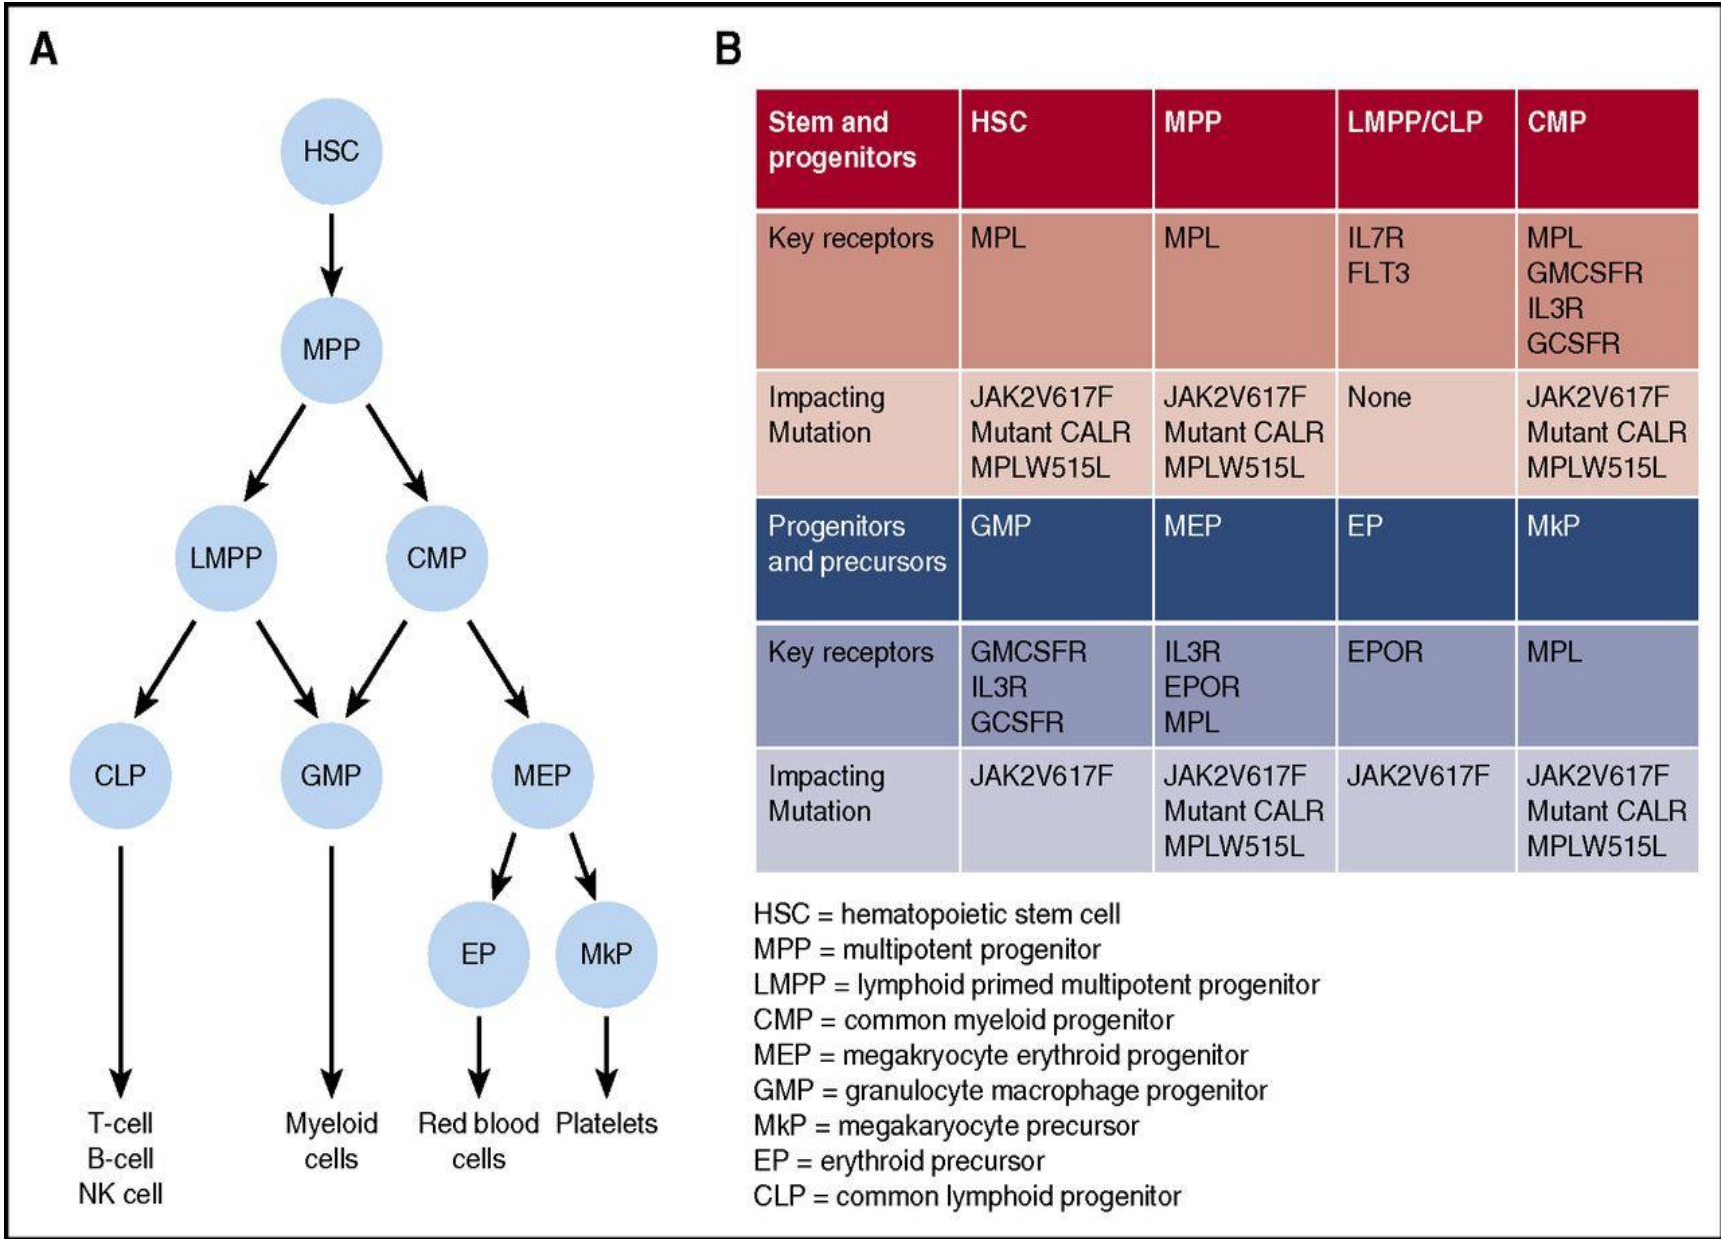 A
HSC
MPP
LMPP
CMP
CLP
GMP
MEP
EP
MkP
T-cell
B-cell
NK cell
Myeloid
cells
Red blood
cells
Platelets
B
Stem and
progenitors
HSC
MPP
LMPP/CLP
CMP
Key receptors
MPL
MPL
IL7R
FLT3
MPL
GMCSFR
IL3R
GCSFR
Impacting
Mutation
JAK2V617F
Mutant CALR
MPLW515L
JAK2V617F
Mutant CALR
MPLW515L
None
JAK2V617F
Mutant CALR
MPLW515L
Progenitors
and precursors
GMP
MEP
EP
MkP
Key receptors
GMCSFR
IL3R
GCSFR
IL3R
EPOR
MPL
EPOR
MPL
Impacting
Mutation
JAK2V617F
JAK2V617F
Mutant CALR
MPLW515L
JAK2V617F
JAK2V617F
Mutant CALR
MPLW515L
HSC = hematopoietic stem cell
MPP = multipotent progenitor
LMPP = lymphoid primed multipotent progenitor
CMP = common myeloid progenitor
MEP = megakryocyte erythroid progenitor
GMP = granulocyte macrophage progenitor
MkP = megakaryocyte precursor
EP = erythroid precursor
CLP = common lymphoid progenitor